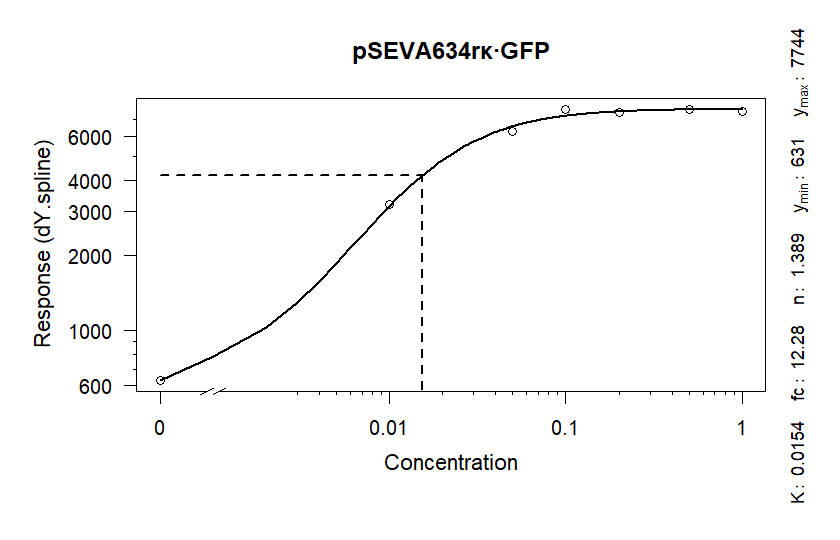 pSEVA634rκ·GFP
Response (dY.spline)
6000
4000
3000
2000
1000
600
0
0.01
0.1
1
Concentration
K: 0.0154 fc: 12.28 n: 1.389 ymin: 631 ymax: 7744